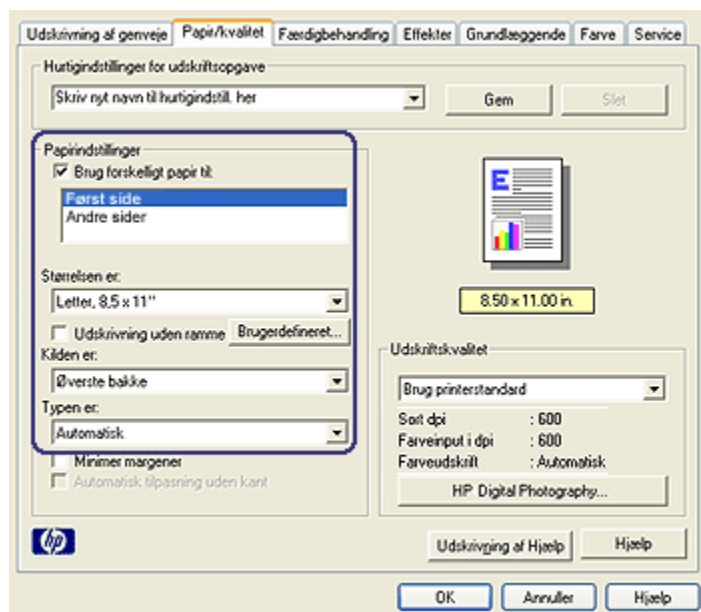 Udskrivning af genveje Papir/kvalitet Færdigbehandling Effekter Grundlæggende Farve Service
Hurtigindstillinger for udskriftsopgave
Skriv nyt navn til hurtigindstill. her
Gem
Slet
Papirindstillinger
Brug forskelligt papir til:
Først side
Andre sider
Størrelsen er:
Letter, 8,5 x 11"
Udskrivning uden ramme
Brugerdefineret...
Kilden er:
Øverste bakke
Typen er:
Automatisk
Minimer margener
Automatisk tilpasning uden kant
E
8.50 x 11.00 in.
Udskriftskvalitet
Brug printerstandard
Sort dpi : 600
Farveinput i dpi : 600
Farveudskrift : Automatisk
HP Digital Photography...
hp
Udskrivning af Hjælp
Hjælp
OK
Annuller
Hjælp